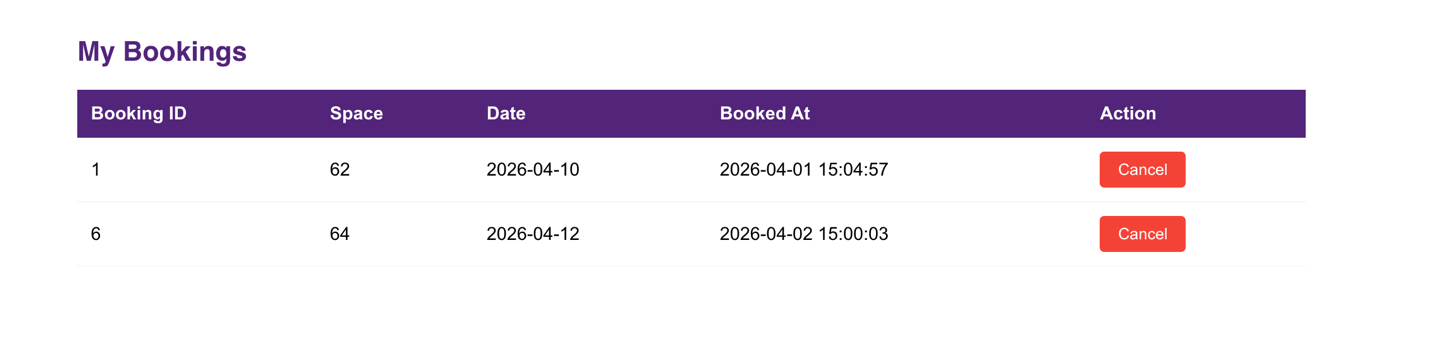 My Bookings
Booking ID Space Date Booked At Action
1 62 2026-04-10 2026-04-01 15:04:57 Cancel
6 64 2026-04-12 2026-04-02 15:00:03 Cancel